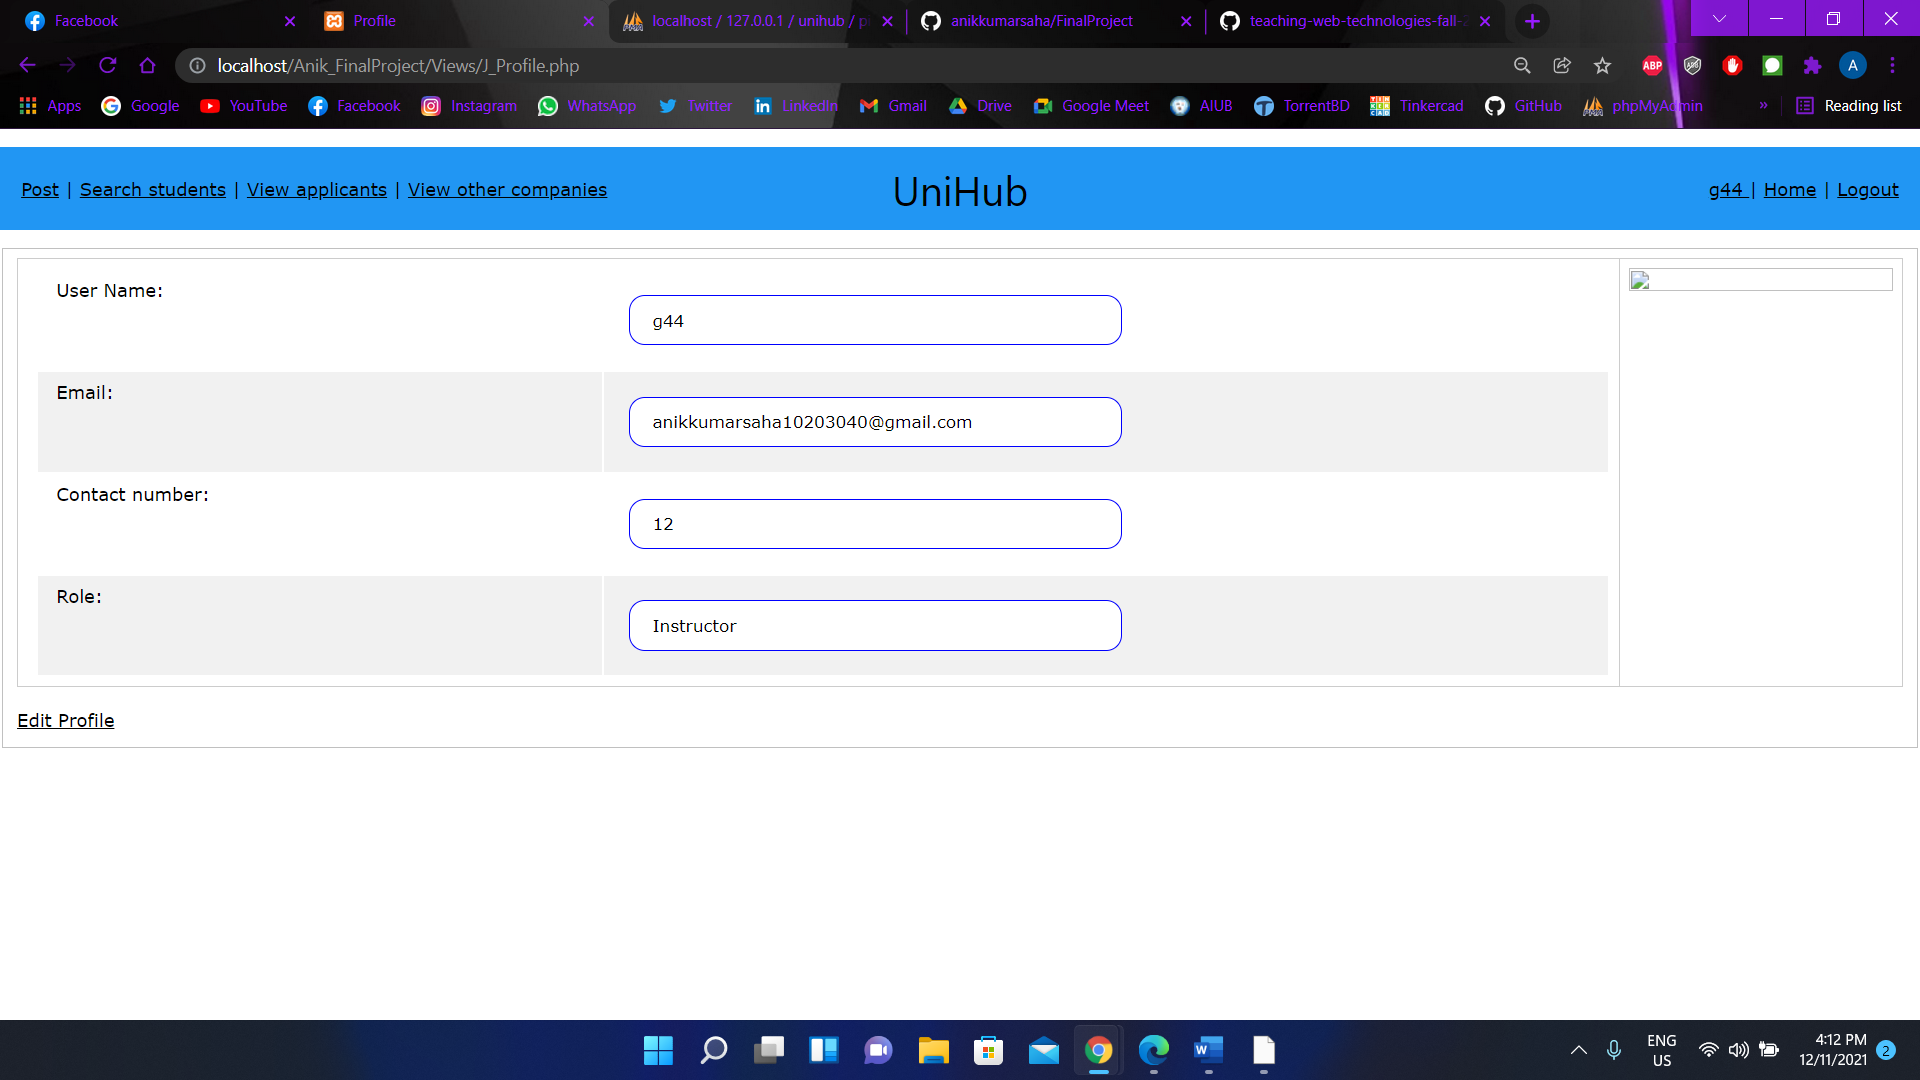 Facebook
Profile
localhost / 127.0.0.1 / unihub / p
anikkumarsaha/FinalProject
teaching-web-technologies-fall-2
localhost/Anik_FinalProject/Views/J_Profile.php
ABP
A
Apps
Google
YouTube
Facebook
Instagram
WhatsApp
Twitter
LinkedIn
Gmail
Drive
Google Meet
AIUB
TorrentBD
Tinkercad
GitHub
phpMyAdmin
»
Reading list
Post | Search students | View applicants | View other companies
UniHub
g44 | Home | Logout
User Name:
g44
Email:
anikkumarsaha10203040@gmail.com
Contact number:
12
Role:
Instructor
Edit Profile
ENG
US
4:12 PM
12/11/2021
2